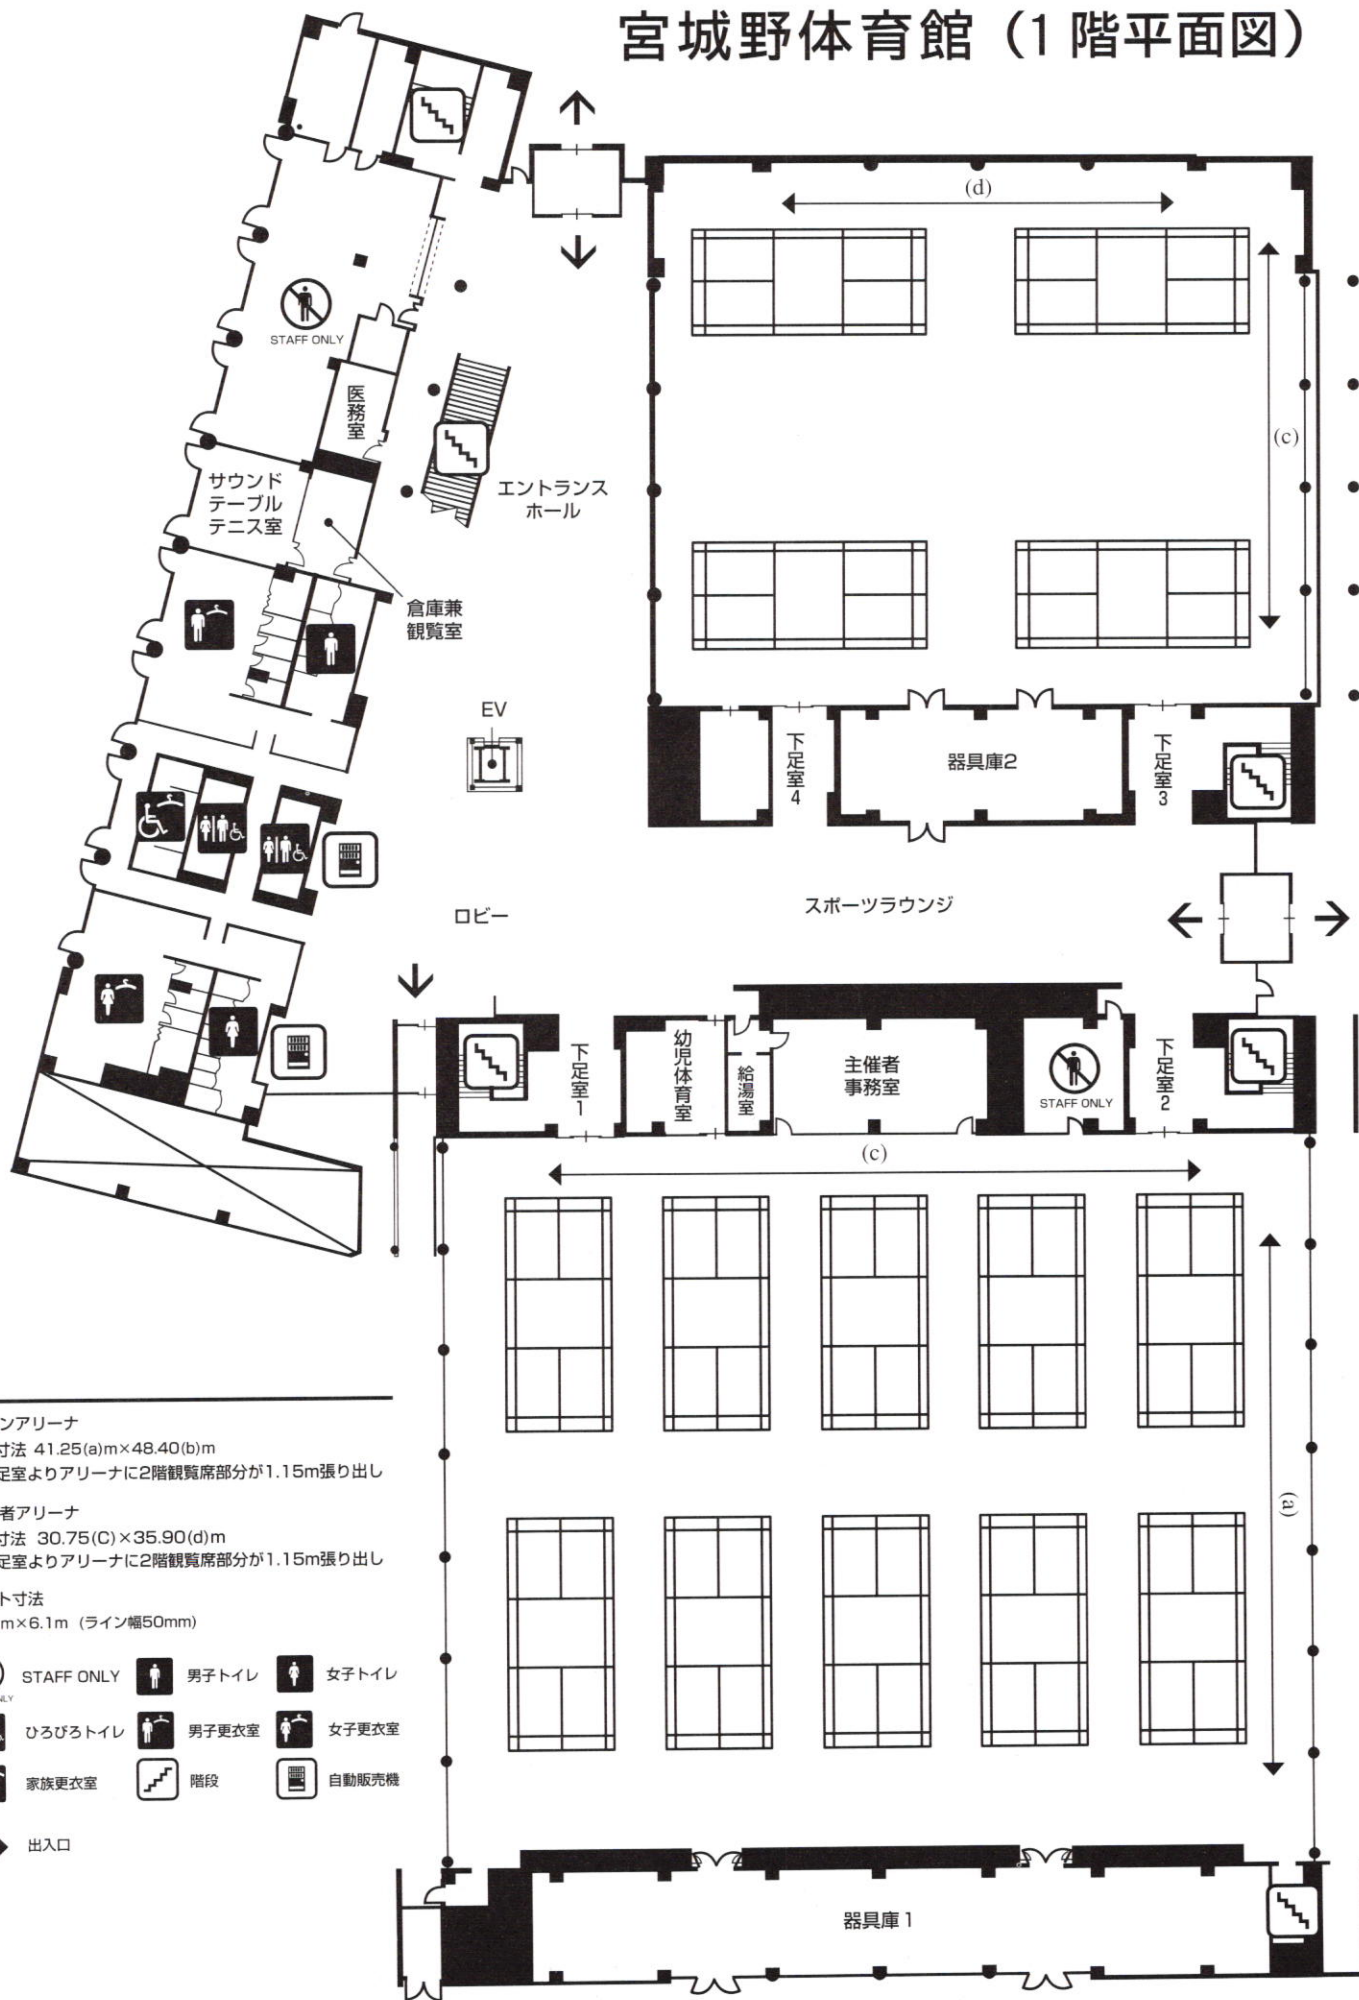 宮城野体育館（1階平面図）
(d)
(c)
STAFF ONLY
医務室
サウンド
テーブル
テニス室
エントランス
ホール
倉庫兼
観覧室
EV
下足室4
器具庫2
下足室3
ロビー
スポーツラウンジ
下足室1
幼児体育室
給湯室
主催者
事務室
STAFF ONLY
下足室2
(c)
(a)
ンアリーナ
寸法 41.25(a)m×48.40(b)m
足室よりアリーナに2階観覧席部分が1.15m張り出し
者アリーナ
寸法 30.75(C)×35.90(d)m
足室よりアリーナに2階観覧席部分が1.15m張り出し
ト寸法
m×6.1m（ライン幅50mm）
STAFF ONLY
男子トイレ
女子トイレ
ひろびろトイレ
男子更衣室
女子更衣室
家族更衣室
階段
自動販売機
出入口
器具庫1